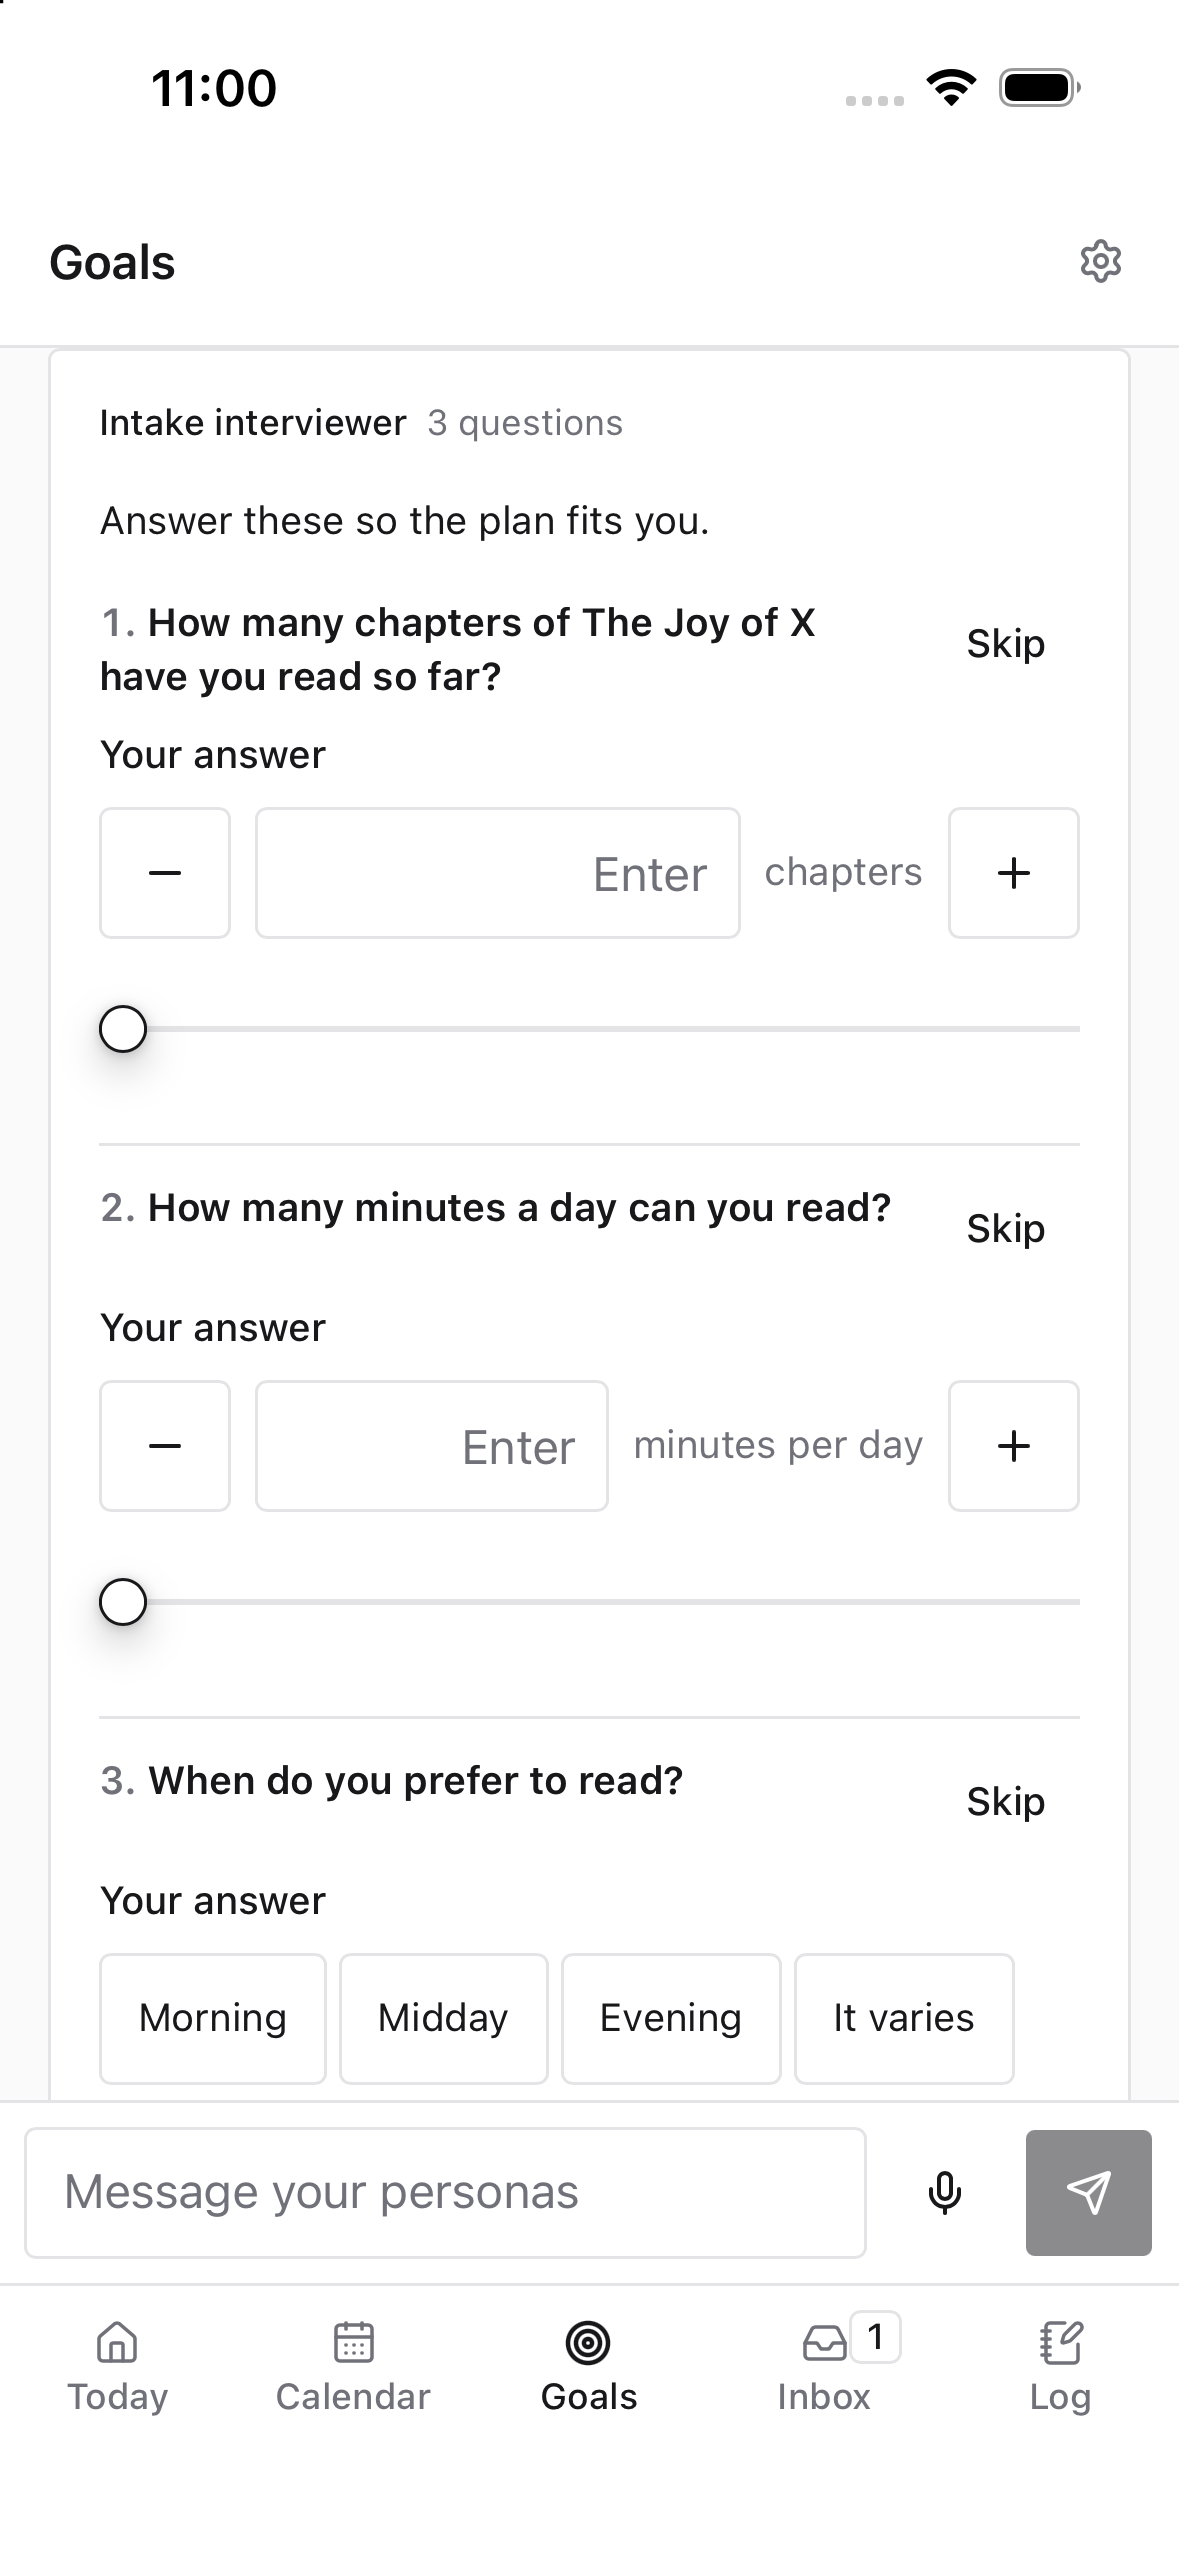 11:00
Goals
Intake interviewer 3 questions
Answer these so the plan fits you.
1. How many chapters of The Joy of X
have you read so far?
Skip
Your answer
Enter chapters
2. How many minutes a day can you read?
Skip
Your answer
Enter minutes per day
3. When do you prefer to read?
Skip
Your answer
Morning Midday Evening It varies
Message your personas
1
Today Calendar Goals Inbox Log